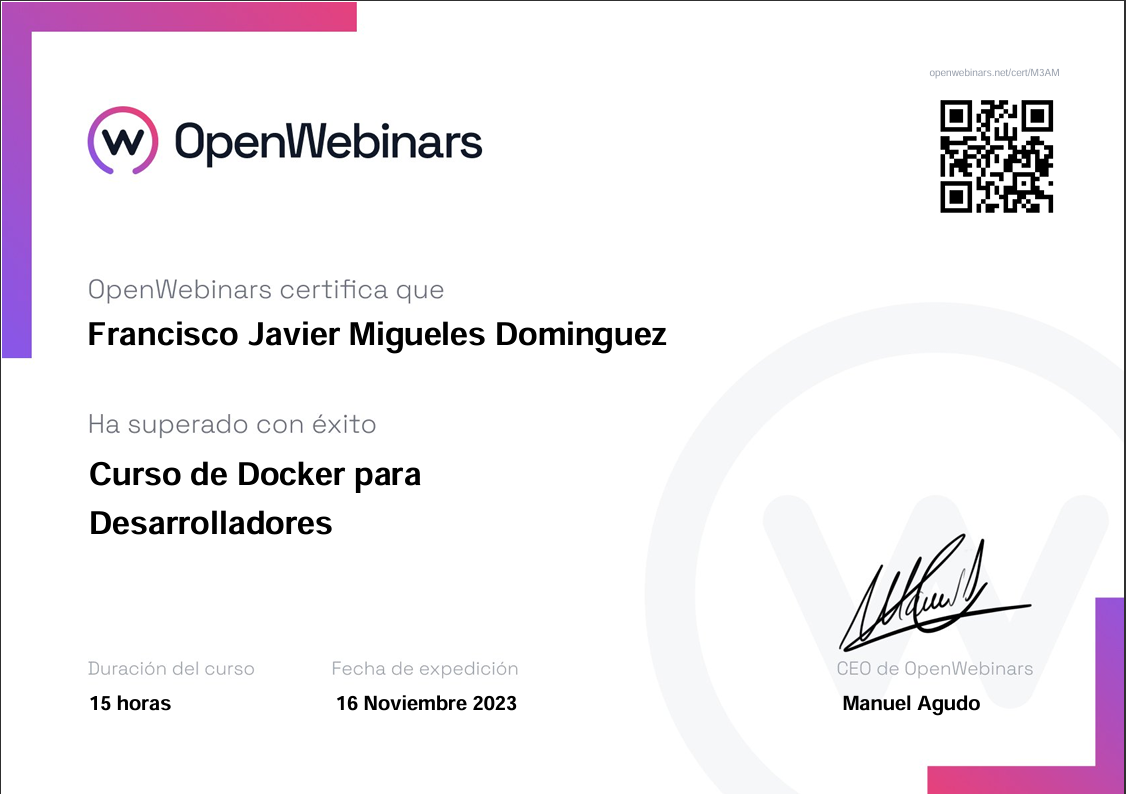 openwebinars.net/cert/M3AM
OpenWebinars
OpenWebinars certifica que
Francisco Javier Migueles Dominguez
Ha superado con éxito
Curso de Docker para
Desarrolladores
Duración del curso
Fecha de expedición
CEO de OpenWebinars
15 horas
16 Noviembre 2023
Manuel Agudo